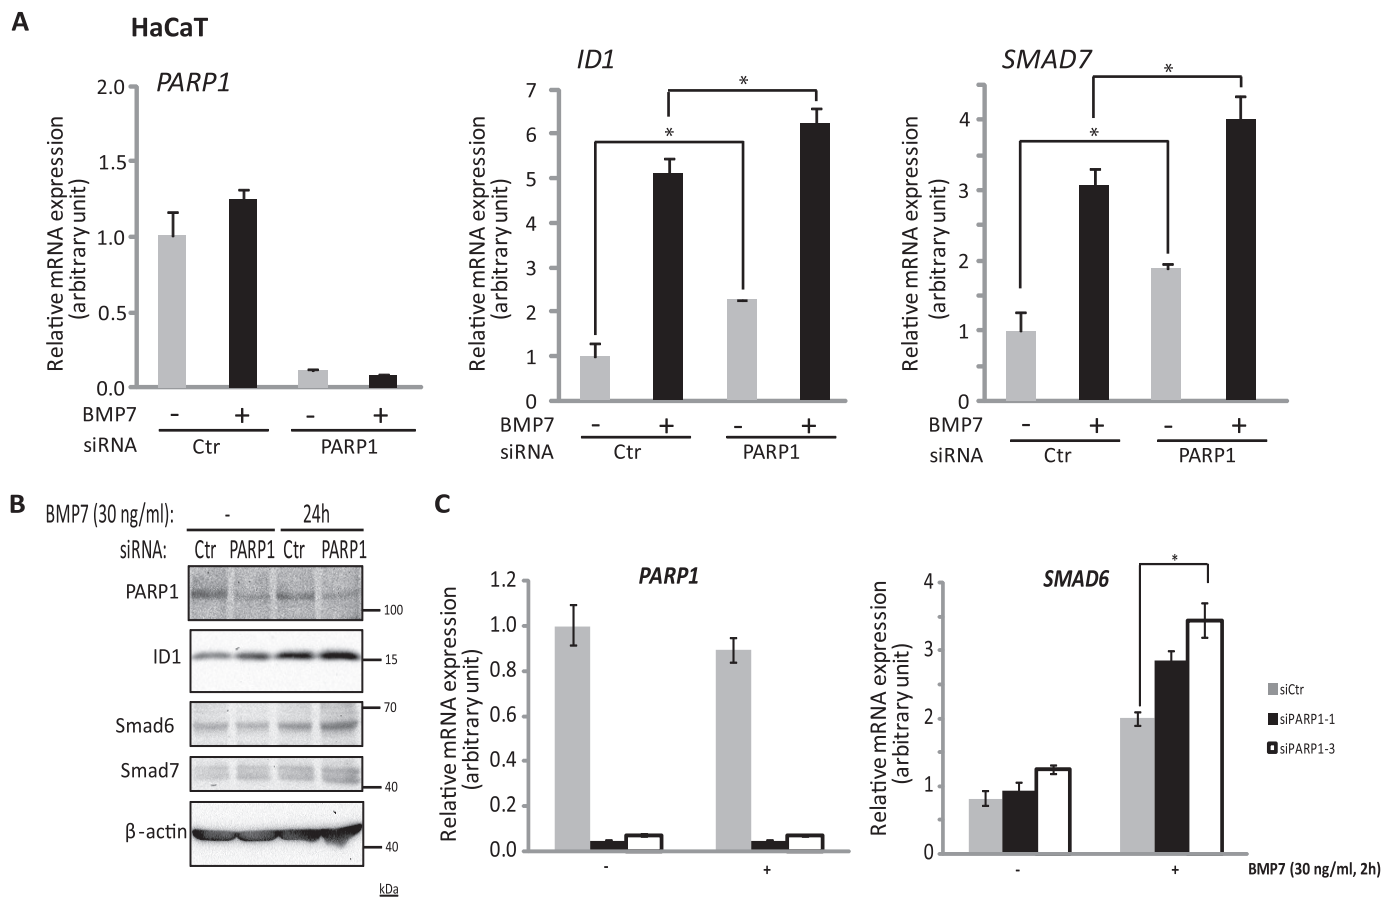 A
HaCaT
PARP1
Relative mRNA expression
(arbitrary unit)
2.0
1.5
1.0
0.5
0.0
BMP7 - + - +
siRNA Ctr PARP1
ID1
Relative mRNA expression
(arbitrary unit)
7
6
5
4
3
2
1
0
*
*
BMP7 - + - +
siRNA Ctr PARP1
SMAD7
Relative mRNA expression
(arbitrary unit)
4
3
2
1
0
*
*
BMP7 - + - +
siRNA Ctr PARP1
B
BMP7 (30 ng/ml): - 24h
siRNA: Ctr PARP1 Ctr PARP1
PARP1
100
ID1
15
70
Smad6
Smad7
40
β-actin
40
kDa
C
PARP1
Relative mRNA expression
(arbitrary unit)
1.2
1.0
0.8
0.6
0.4
0.2
0.0
- +
SMAD6
Relative mRNA expression
(arbitrary unit)
4
3
2
1
0
*
- + BMP7 (30 ng/ml, 2h)
siCtr
siPARP1-1
siPARP1-3